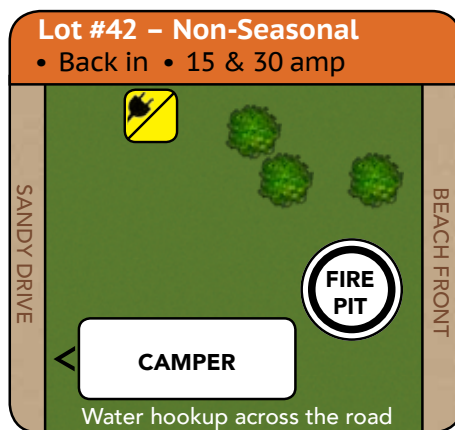 Lot #42 – Non-Seasonal
• Back in • 15 & 30 amp
SANDY DRIVE
BEACH FRONT
FIRE
PIT
CAMPER
Water hookup across the road